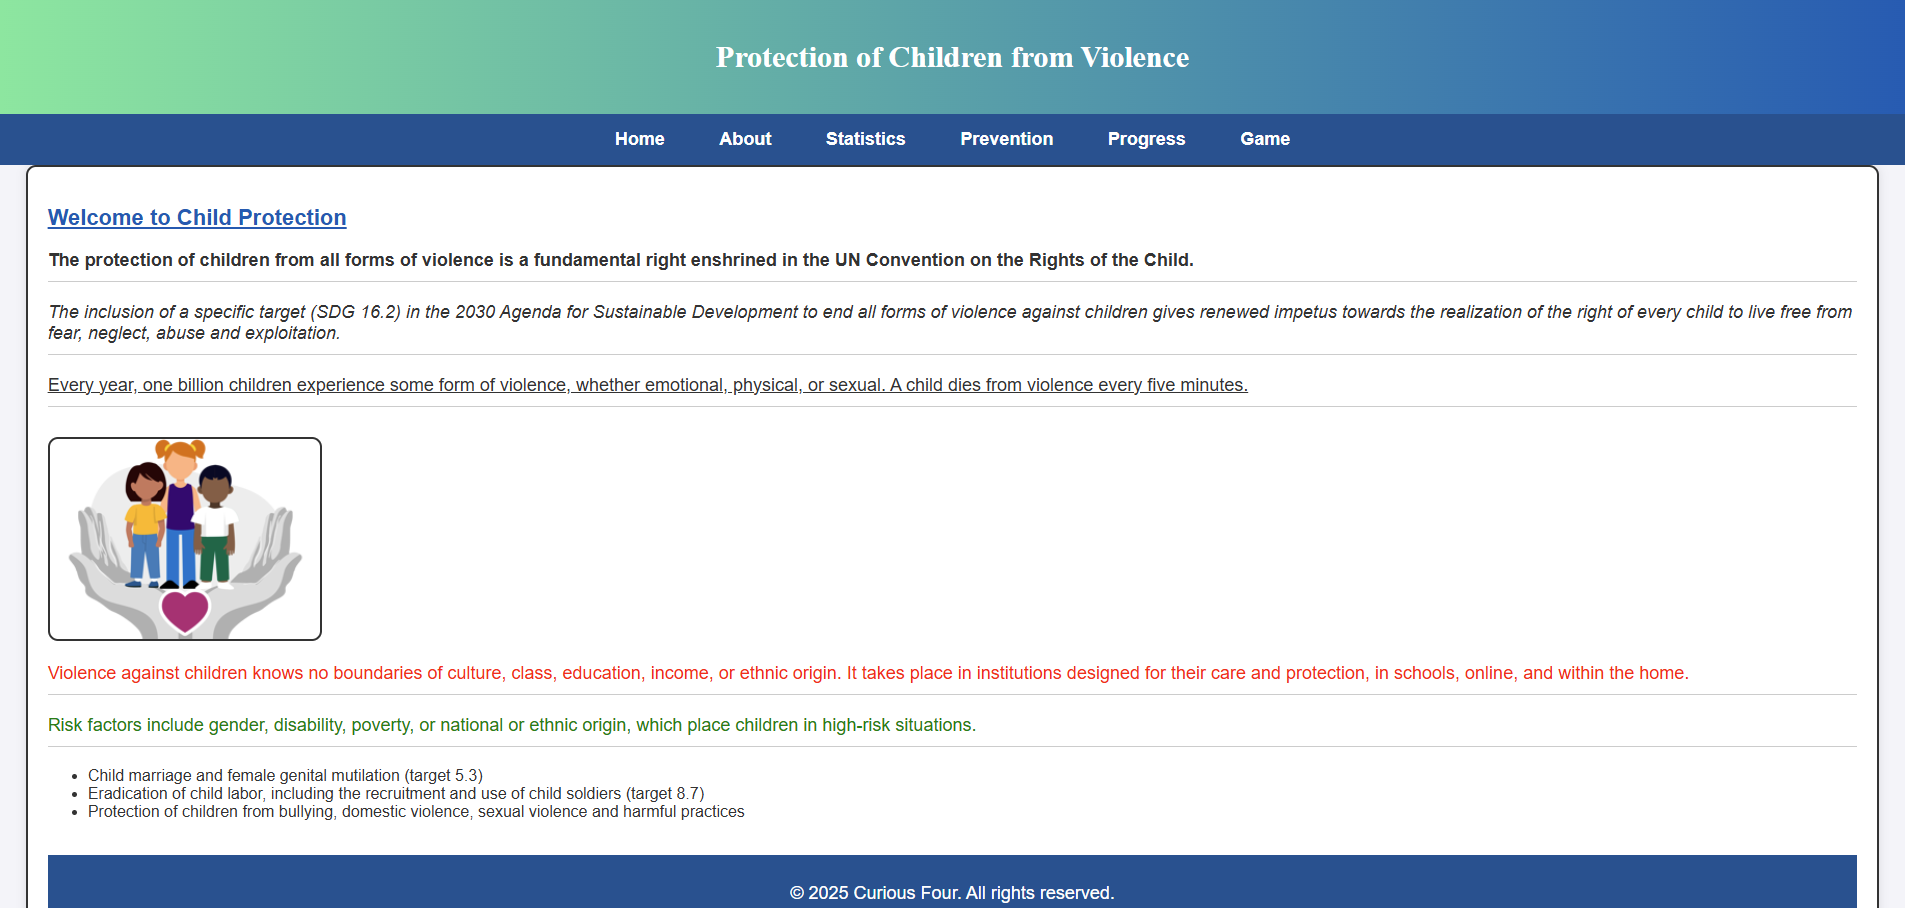 Protection of Children from Violence
Home About Statistics Prevention Progress Game
Welcome to Child Protection
The protection of children from all forms of violence is a fundamental right enshrined in the UN Convention on the Rights of the Child.
The inclusion of a specific target (SDG 16.2) in the 2030 Agenda for Sustainable Development to end all forms of violence against children gives renewed impetus towards the realization of the right of every child to live free from
fear, neglect, abuse and exploitation.
Every year, one billion children experience some form of violence, whether emotional, physical, or sexual. A child dies from violence every five minutes.
Violence against children knows no boundaries of culture, class, education, income, or ethnic origin. It takes place in institutions designed for their care and protection, in schools, online, and within the home.
Risk factors include gender, disability, poverty, or national or ethnic origin, which place children in high-risk situations.
• Child marriage and female genital mutilation (target 5.3)
• Eradication of child labor, including the recruitment and use of child soldiers (target 8.7)
• Protection of children from bullying, domestic violence, sexual violence and harmful practices
© 2025 Curious Four. All rights reserved.